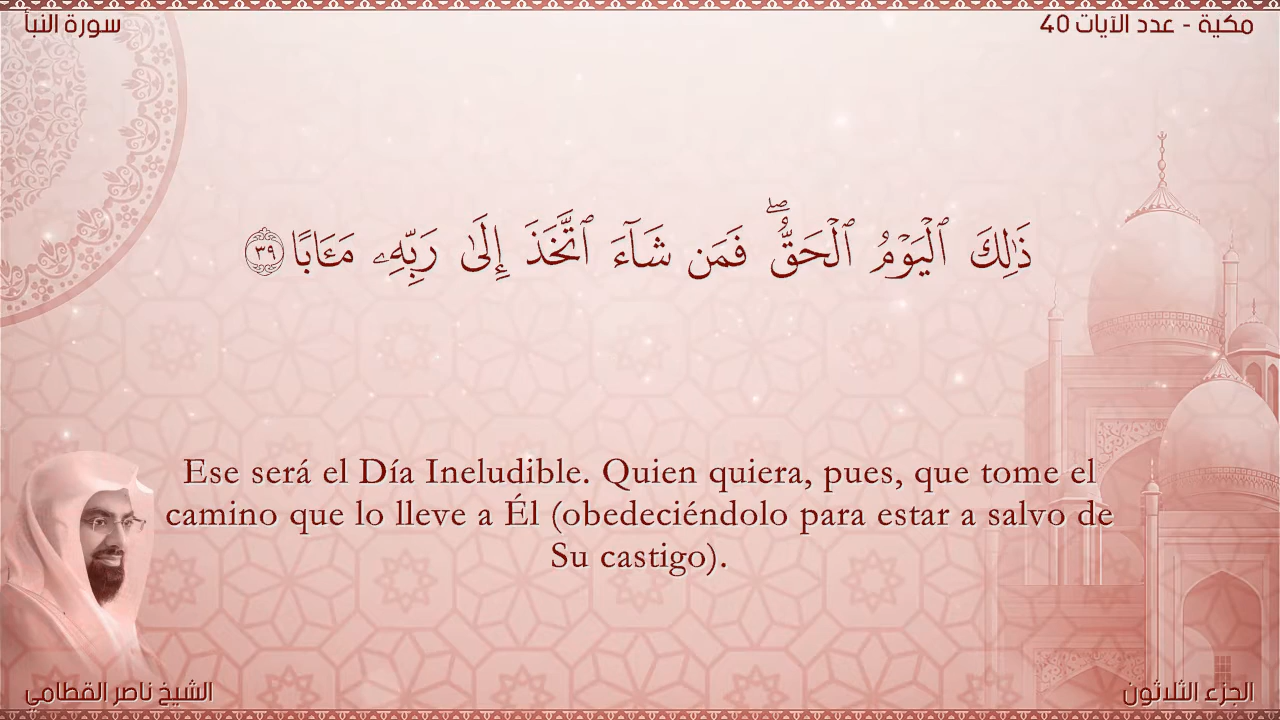 سورة النبأ
مكية - عدد الآيات 40
ذَٰلِكَ ٱلْيَوْمُ ٱلْحَقُّ ۖ فَمَن شَآءَ ٱتَّخَذَ إِلَىٰ رَبِّهِۦ مَـَٔابًا ٣٩
Ese será el Día Ineludible. Quien quiera, pues, que tome el
camino que lo lleve a Él (obedeciéndolo para estar a salvo de
Su castigo).
الشيخ ناصر القطامي
الجزء الثلاثون